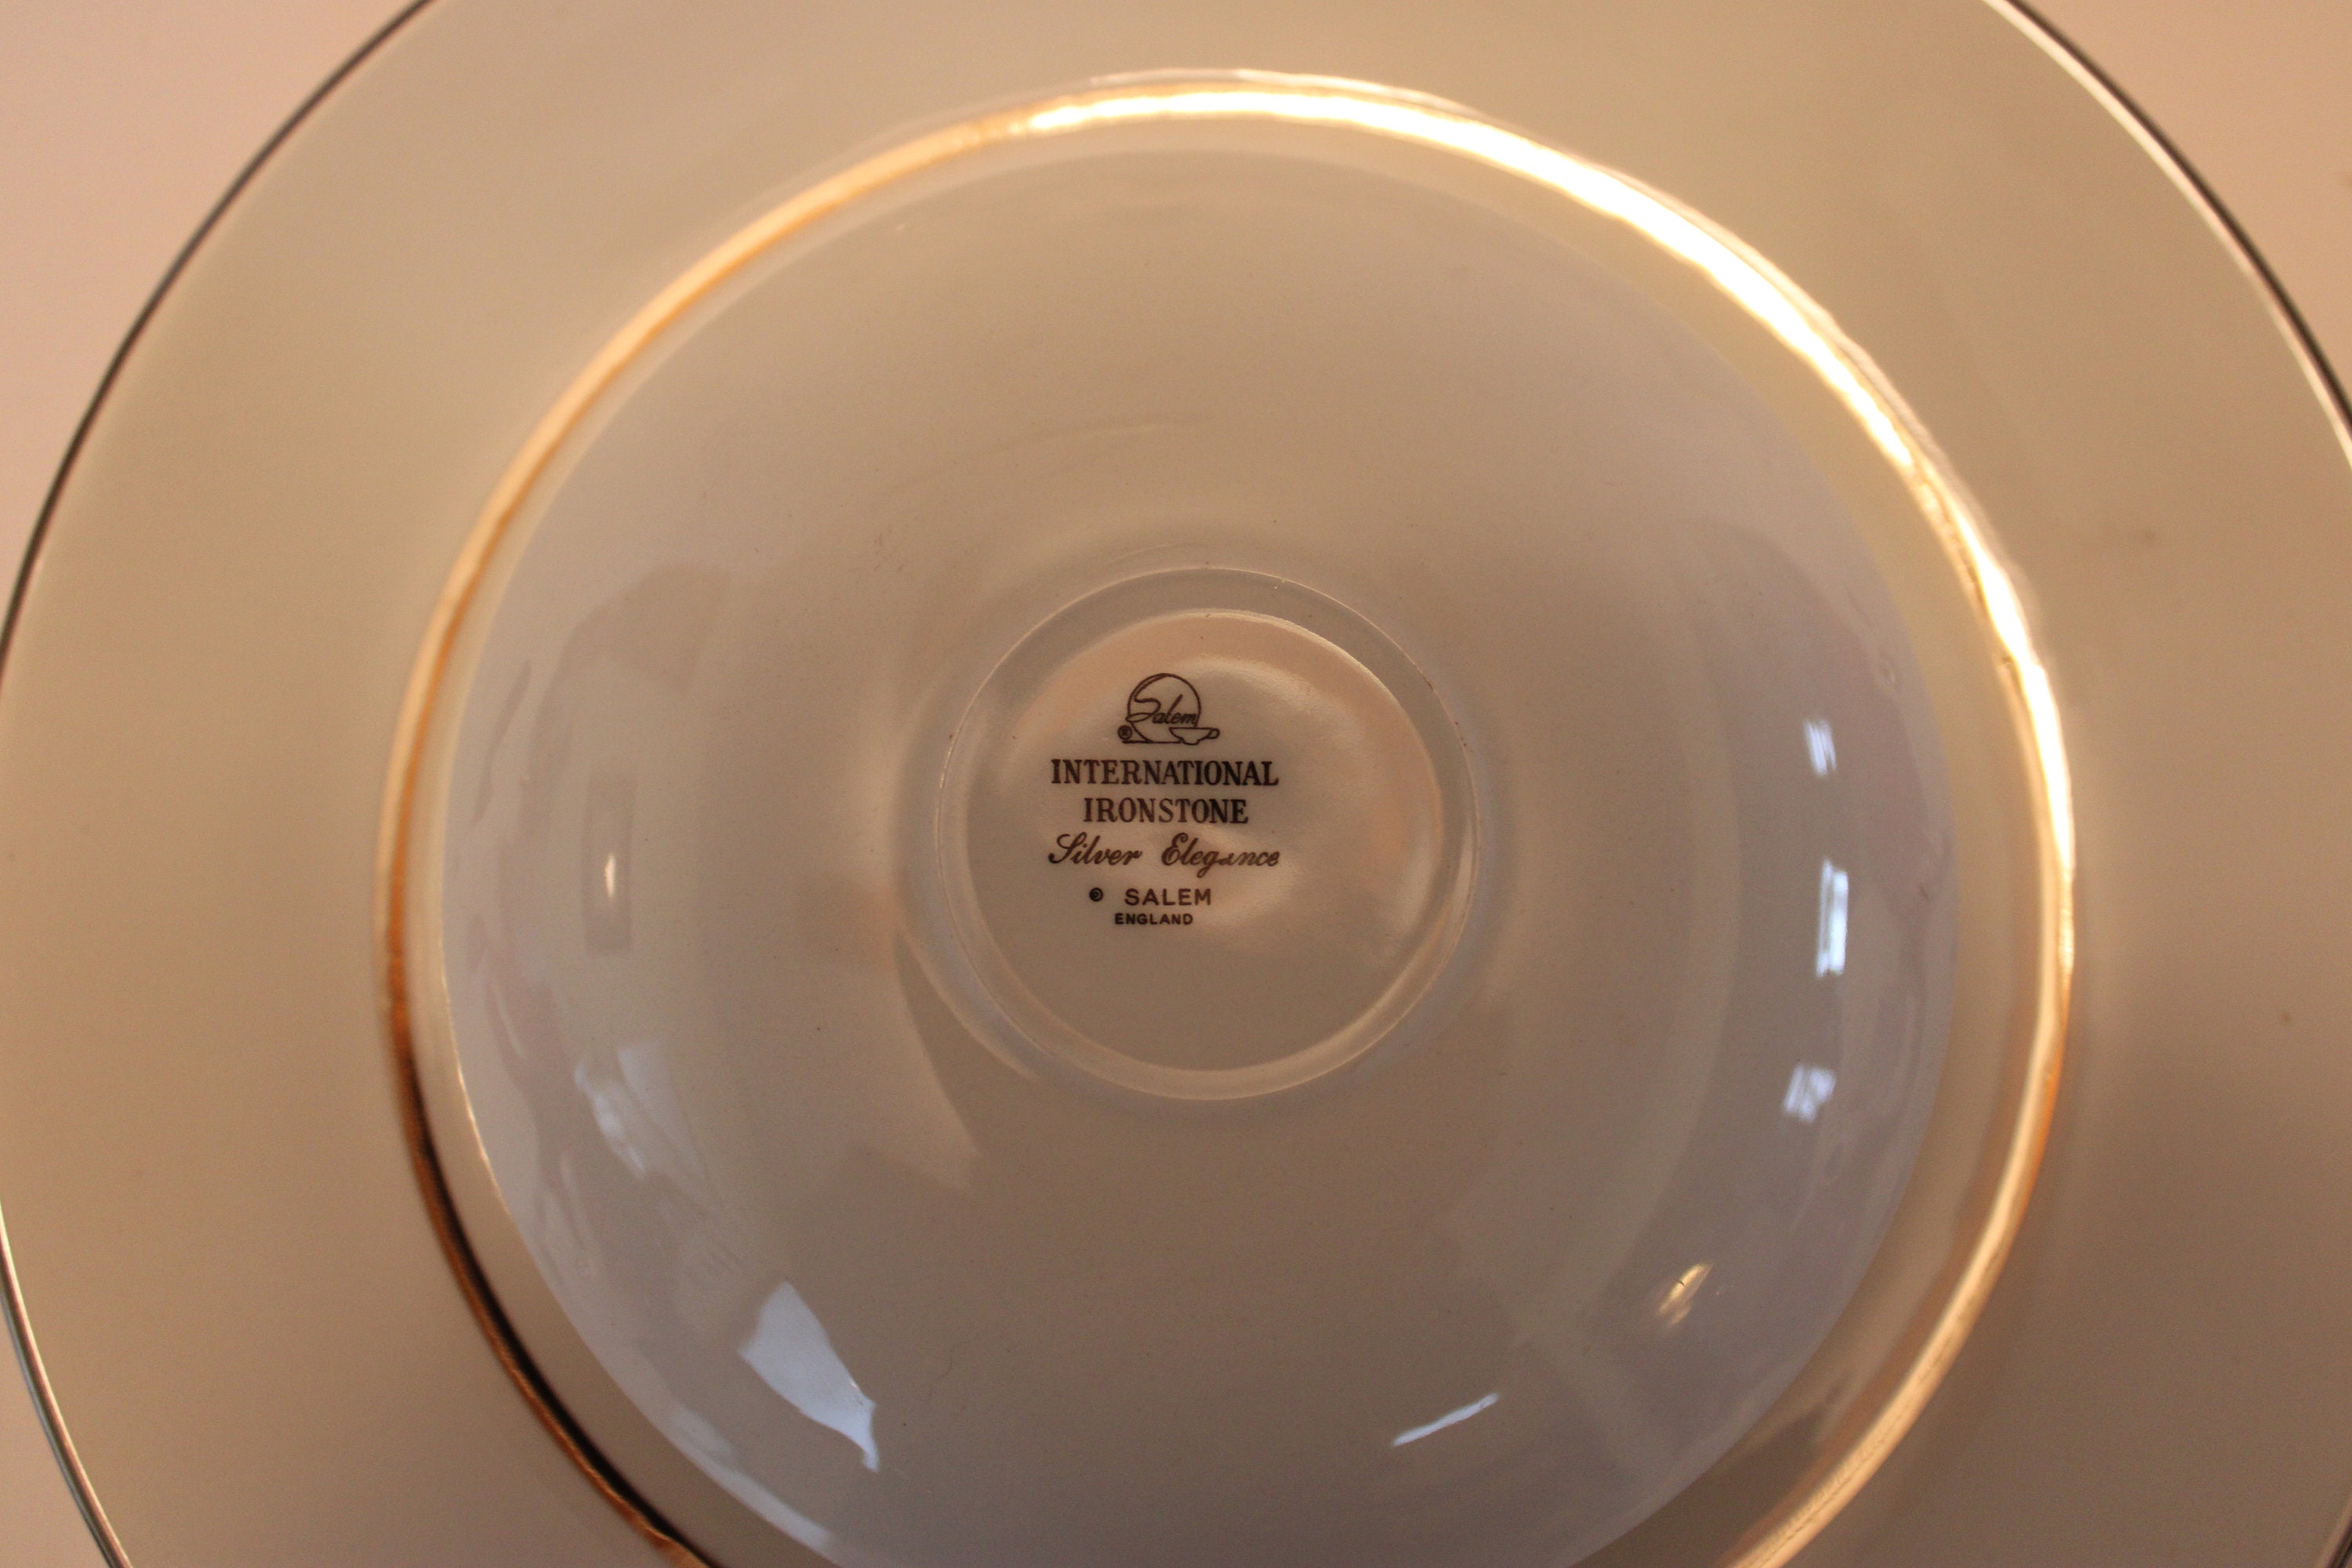 Salem
®
INTERNATIONAL
IRONSTONE
Silver Elegance
© SALEM
ENGLAND